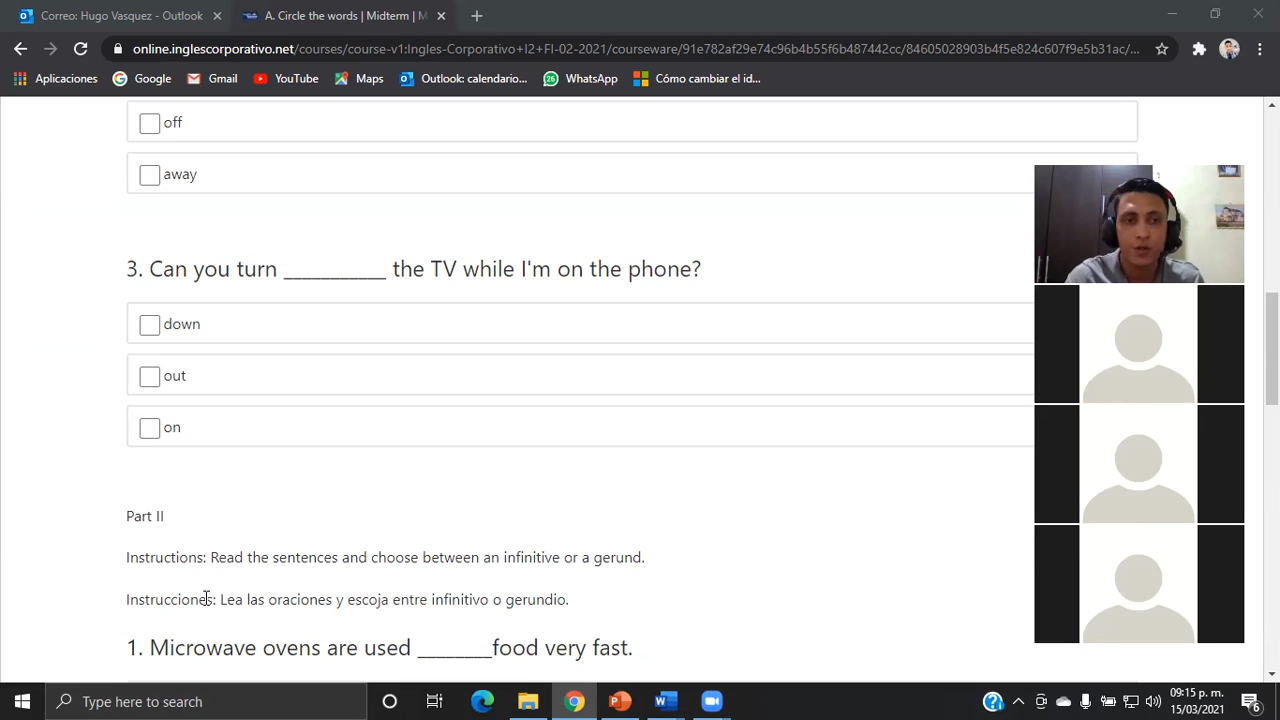 Correo: Hugo Vasquez - Outlook
A. Circle the words | Midterm | M
online.inglescorporativo.net/courses/course-v1:Ingles-Corporativo+I2+FI-02-2021/courseware/91e782af29e74c96b4b55f6b487442cc/84605028903b4f5e824c607f9e5b31ac/...
Aplicaciones
Google
Gmail
YouTube
Maps
Outlook: calendario...
WhatsApp
Cómo cambiar el id...
off
away
3. Can you turn ___________ the TV while I'm on the phone?
down
out
on
Part II
Instructions: Read the sentences and choose between an infinitive or a gerund.
Instrucciones: Lea las oraciones y escoja entre infinitivo o gerundio.
1. Microwave ovens are used ________food very fast.
Type here to search
09:15 p. m.
15/03/2021
6